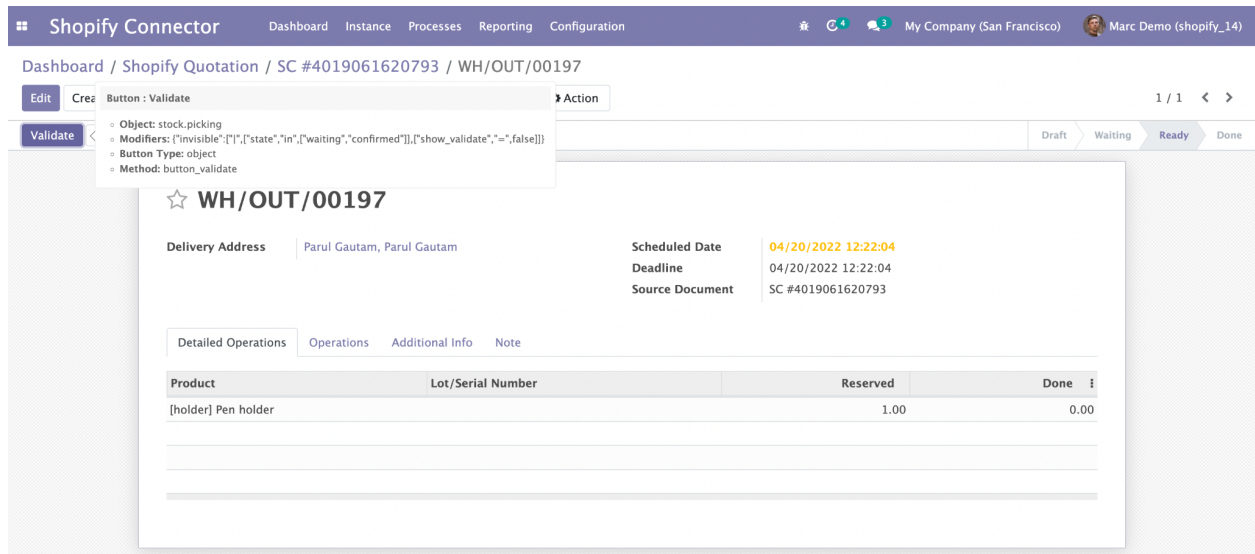 Shopify Connector Dashboard Instance Processes Reporting Configuration 4 3 My Company (San Francisco) Marc Demo (shopify_14)
Dashboard / Shopify Quotation / SC #4019061620793 / WH/OUT/00197
Edit Crea Action 1 / 1
Button : Validate
Validate Draft Waiting Ready Done
Object: stock.picking
Modifiers: {"invisible":["|",["state","in",["waiting","confirmed"]],["show_validate","=",false]]}
Button Type: object
Method: button_validate
WH/OUT/00197
Delivery Address Parul Gautam, Parul Gautam Scheduled Date 04/20/2022 12:22:04
Deadline 04/20/2022 12:22:04
Source Document SC #4019061620793
Detailed Operations Operations Additional Info Note
Product Lot/Serial Number Reserved Done
[holder] Pen holder 1.00 0.00